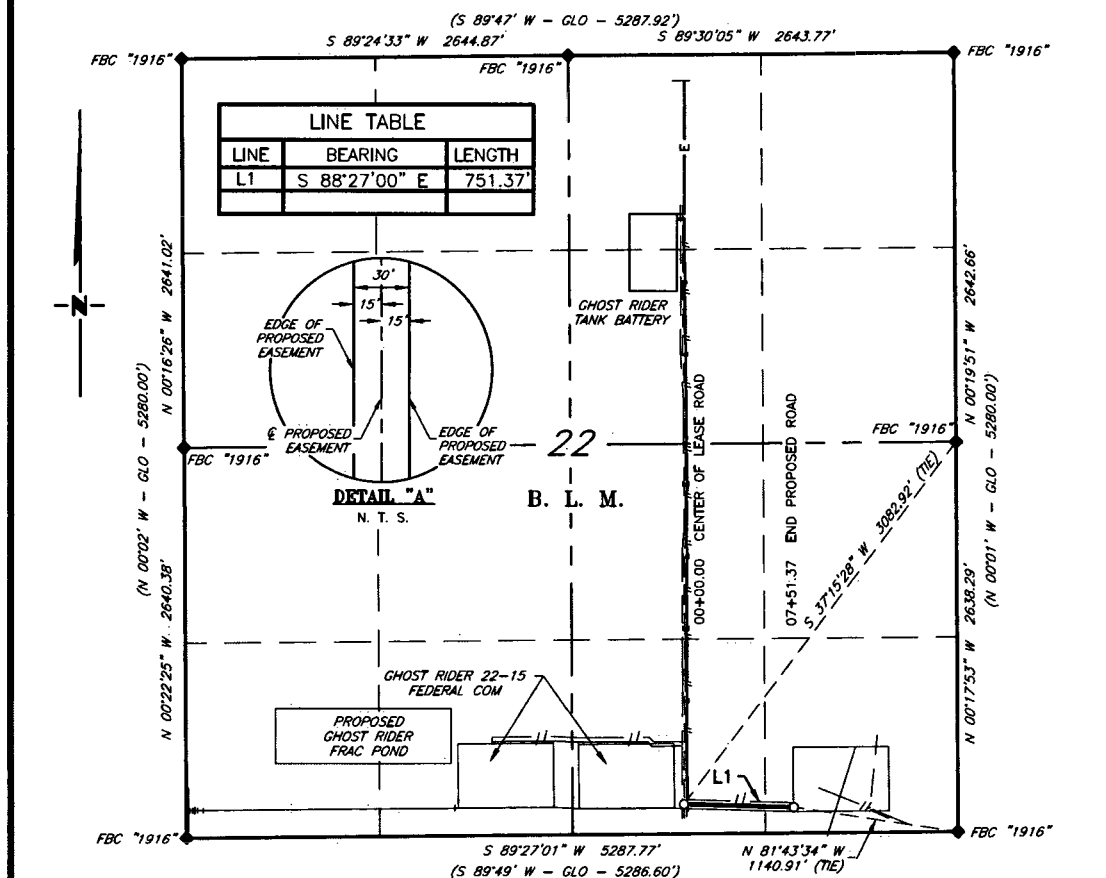 (S 89°47' W - GLO - 5287.92')
S 89°24'33" W 2644.87'
S 89°30'05" W 2643.77'
FBC "1916"
FBC "1916"
FBC "1916"
LINE TABLE
LINE BEARING LENGTH
L1 S 88°27'00" E 751.37'
E
N
30'
15'
15'
EDGE OF
PROPOSED
EASEMENT
GHOST RIDER
TANK BATTERY
N 00°16'26" W 2641.02'
N 00°19'51" W 2642.66'
(N 00°02' W - GLO - 5280.00')
(N 00°01' W - GLO - 5280.00')
℄ PROPOSED
EASEMENT
EDGE OF
PROPOSED
EASEMENT
22
FBC "1916"
FBC "1916"
DETAIL "A"
N. T. S.
B. L. M.
00+00.00 CENTER OF LEASE ROAD
07+51.37 END PROPOSED ROAD
S 37°15'28" W 3082.92' (TIE)
N 00°22'25" W 2640.38'
N 00°17'53" W 2638.29'
GHOST RIDER 22-15
FEDERAL COM
PROPOSED
GHOST RIDER
FRAC POND
L1
FBC "1916"
FBC "1916"
S 89°27'01" W 5287.77'
(S 89°49' W - GLO - 5286.60')
N 81°43'34" W
1140.91' (TIE)